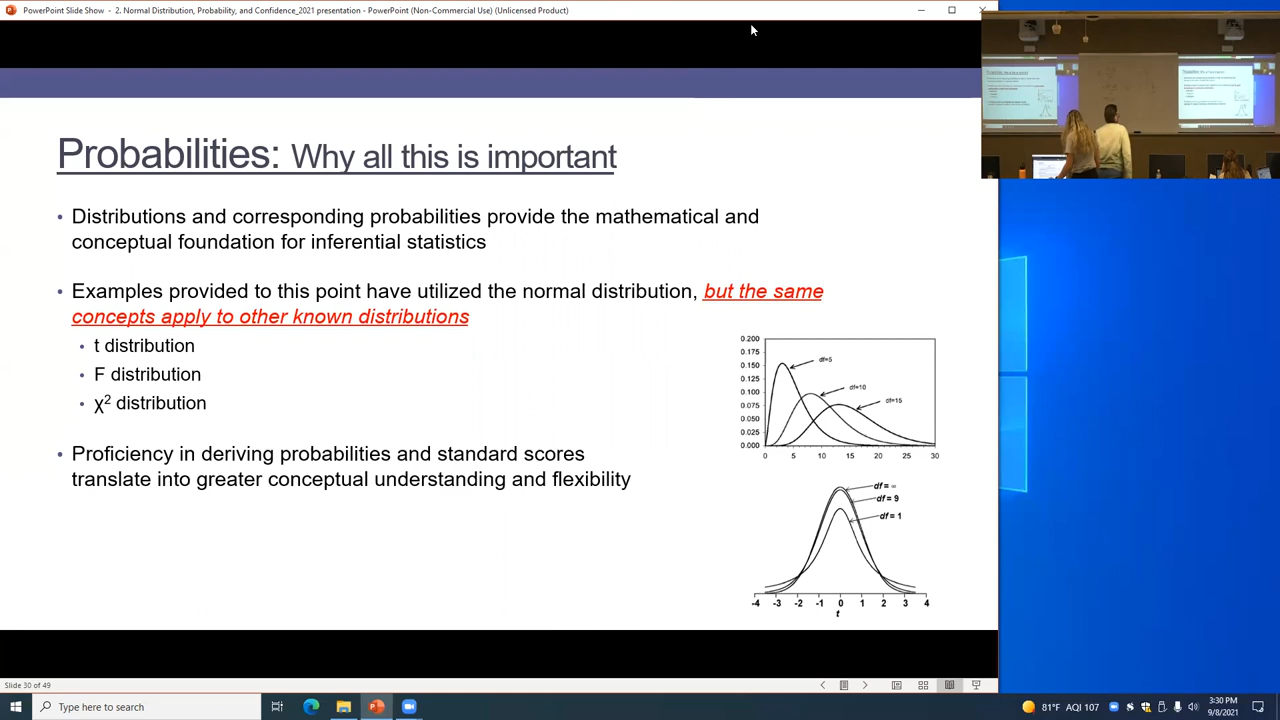 PowerPoint Slide Show - 2. Normal Distribution, Probability, and Confidence_2021 presentation - PowerPoint (Non-Commercial Use) (Unlicensed Product)
Probabilities: Why all this is important
• Distributions and corresponding probabilities provide the mathematical and
conceptual foundation for inferential statistics
• Examples provided to this point have utilized the normal distribution, but the same
concepts apply to other known distributions
• t distribution
• F distribution
• χ² distribution
• Proficiency in deriving probabilities and standard scores
translate into greater conceptual understanding and flexibility
0.200
0.175
0.150
0.125
0.100
0.075
0.050
0.025
0.000
df=5
df=10
df=15
0 5 10 15 20 25 30
df = ∞
df = 9
df = 1
-4 -3 -2 -1 0 1 2 3 4
t
Slide 30 of 49
Type here to search
81°F AQI 107
3:30 PM
9/8/2021